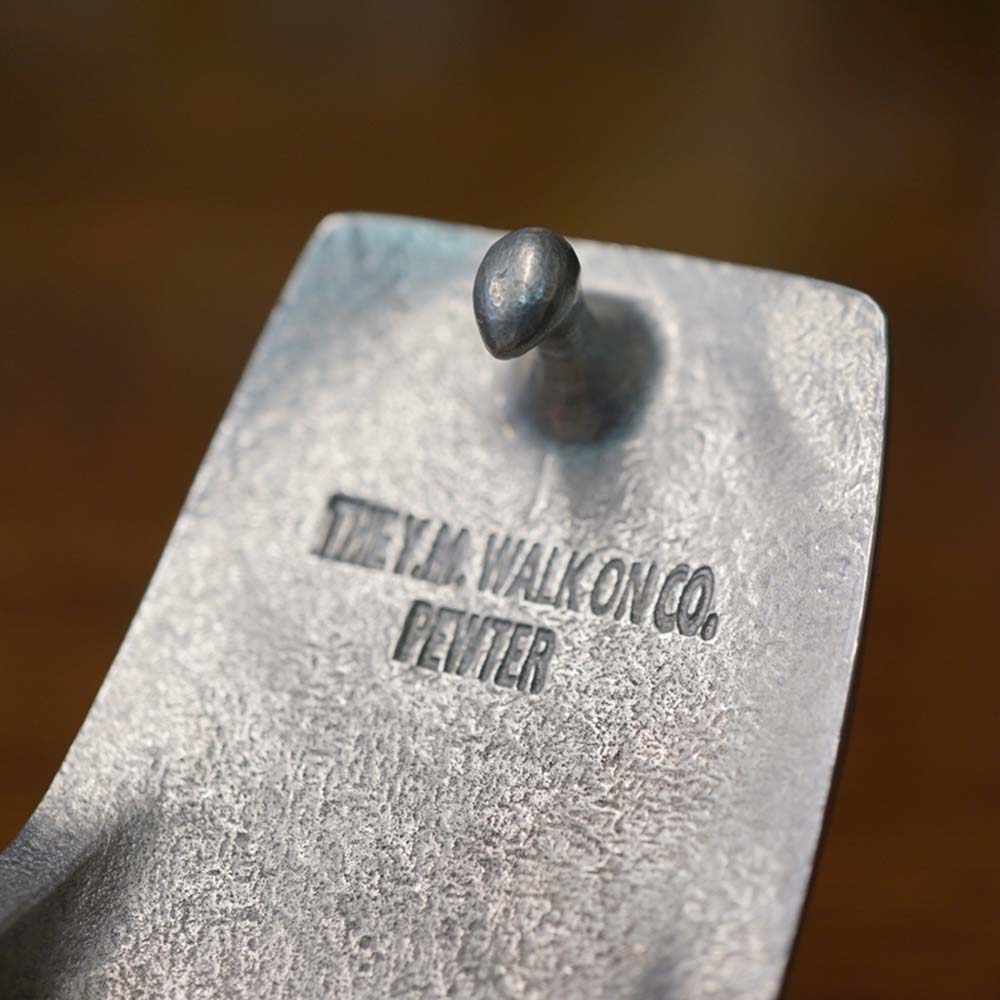 THE Y.M. WALK ON CO.
PEWTER